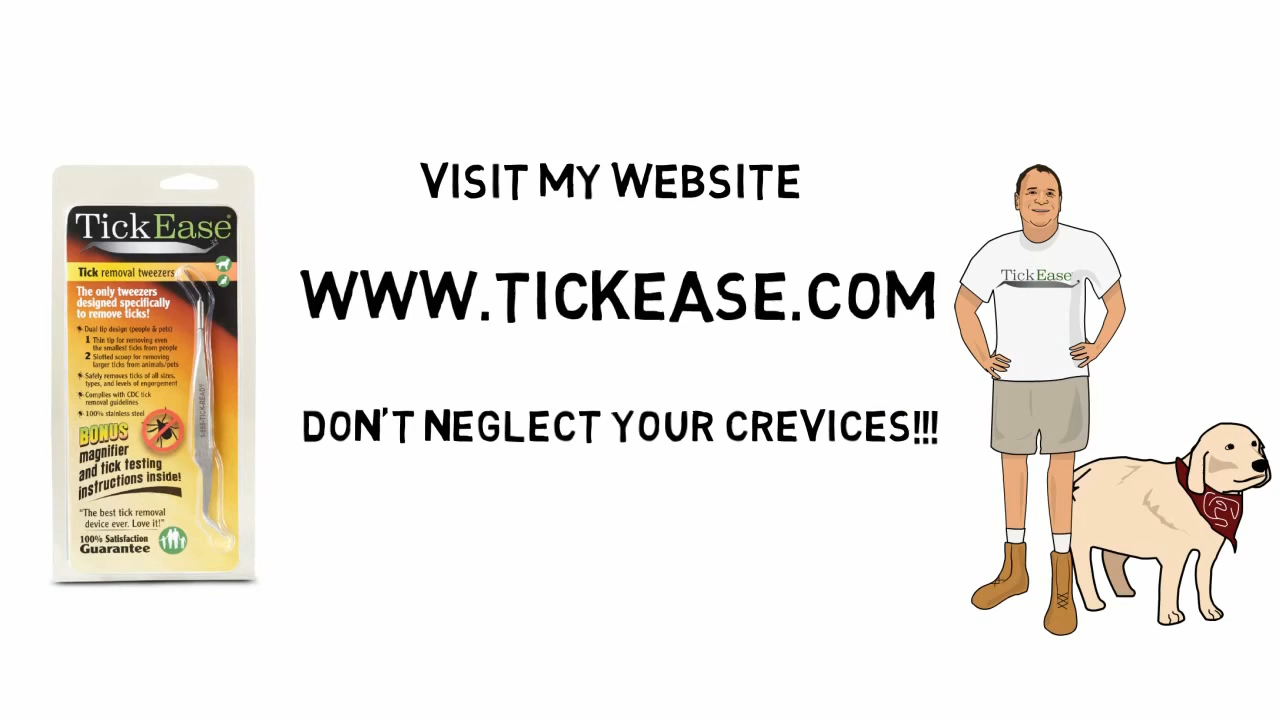 TickEase®
Tick removal tweezers
The only tweezers
designed specifically
to remove ticks!
Dual tip design (people & pets)
1 Thin tip for removing even
the smallest ticks from people
2 Slotted scoop for removing
larger ticks from animals/pets
Safely removes ticks of all sizes,
types, and levels of engorgement
Complies with CDC tick
removal guidelines
100% stainless steel
BONUS
magnifier
and tick testing
instructions inside!
"The best tick removal
device ever. Love it!"
100% Satisfaction
Guarantee
1-855-TICK-READY
VISIT MY WEBSITE
WWW.TICKEASE.COM
DON'T NEGLECT YOUR CREVICES!!!
TickEase